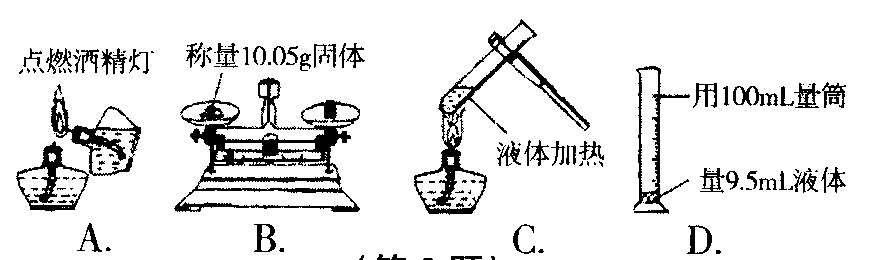 点燃酒精灯
称量10.05g固体
液体加热
用100mL量筒
量9.5mL液体
A.
B.
C.
D.